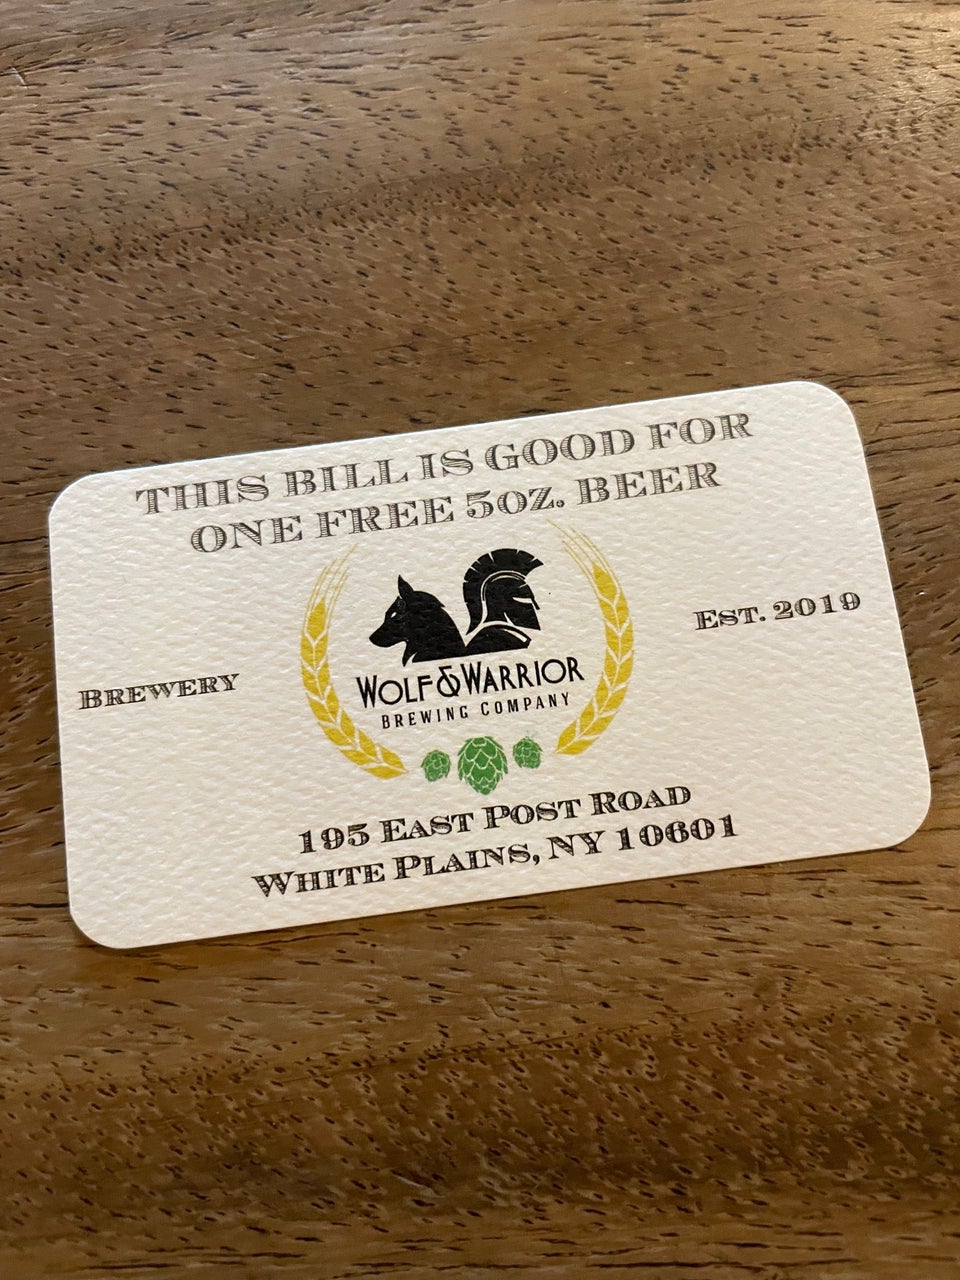 THIS BILL IS GOOD FOR
ONE FREE 5OZ. BEER
EST. 2019
BREWERY
WOLF & WARRIOR
BREWING COMPANY
195 EAST POST ROAD
WHITE PLAINS, NY 10601